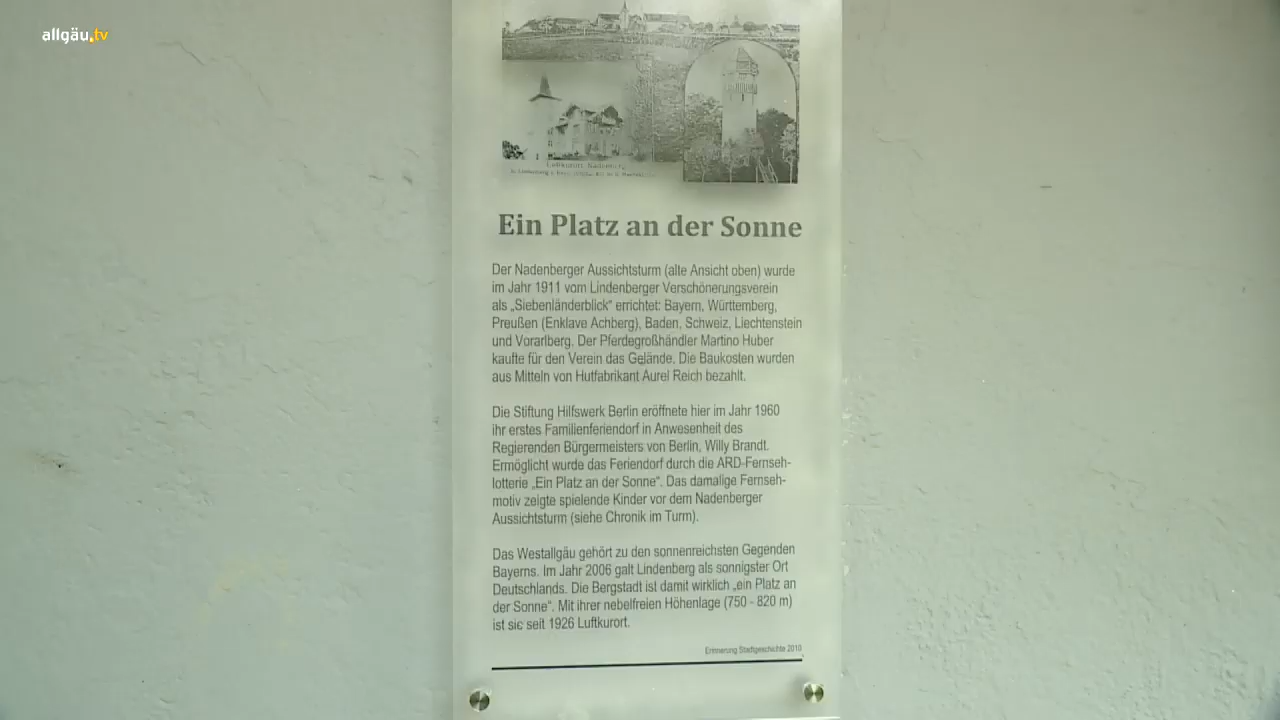 allgäu.tv
Luftkurort Nadenberg
Ein Platz an der Sonne
Der Nadenberger Aussichtsturm (alte Ansicht oben) wurde
im Jahr 1911 vom Lindenberger Verschönerungsverein
als „Siebenländerblick“ errichtet: Bayern, Württemberg,
Preußen (Enklave Achberg), Baden, Schweiz, Liechtenstein
und Vorarlberg. Der Pferdegroßhändler Martino Huber
kaufte für den Verein das Gelände. Die Baukosten wurden
aus Mitteln von Hutfabrikant Aurel Reich bezahlt.
Die Stiftung Hilfswerk Berlin eröffnete hier im Jahr 1960
ihr erstes Familienferiendorf in Anwesenheit des
Regierenden Bürgermeisters von Berlin, Willy Brandt.
Ermöglicht wurde das Feriendorf durch die ARD-Fernseh-
lotterie „Ein Platz an der Sonne“. Das damalige Fernseh-
motiv zeigte spielende Kinder vor dem Nadenberger
Aussichtsturm (siehe Chronik im Turm).
Das Westallgäu gehört zu den sonnenreichsten Gegenden
Bayerns. Im Jahr 2006 galt Lindenberg als sonnigster Ort
Deutschlands. Die Bergstadt ist damit wirklich „ein Platz an
der Sonne“. Mit ihrer nebelfreien Höhenlage (750 - 820 m)
ist sie seit 1926 Luftkurort.
Erinnerung Stadtgeschichte 2010